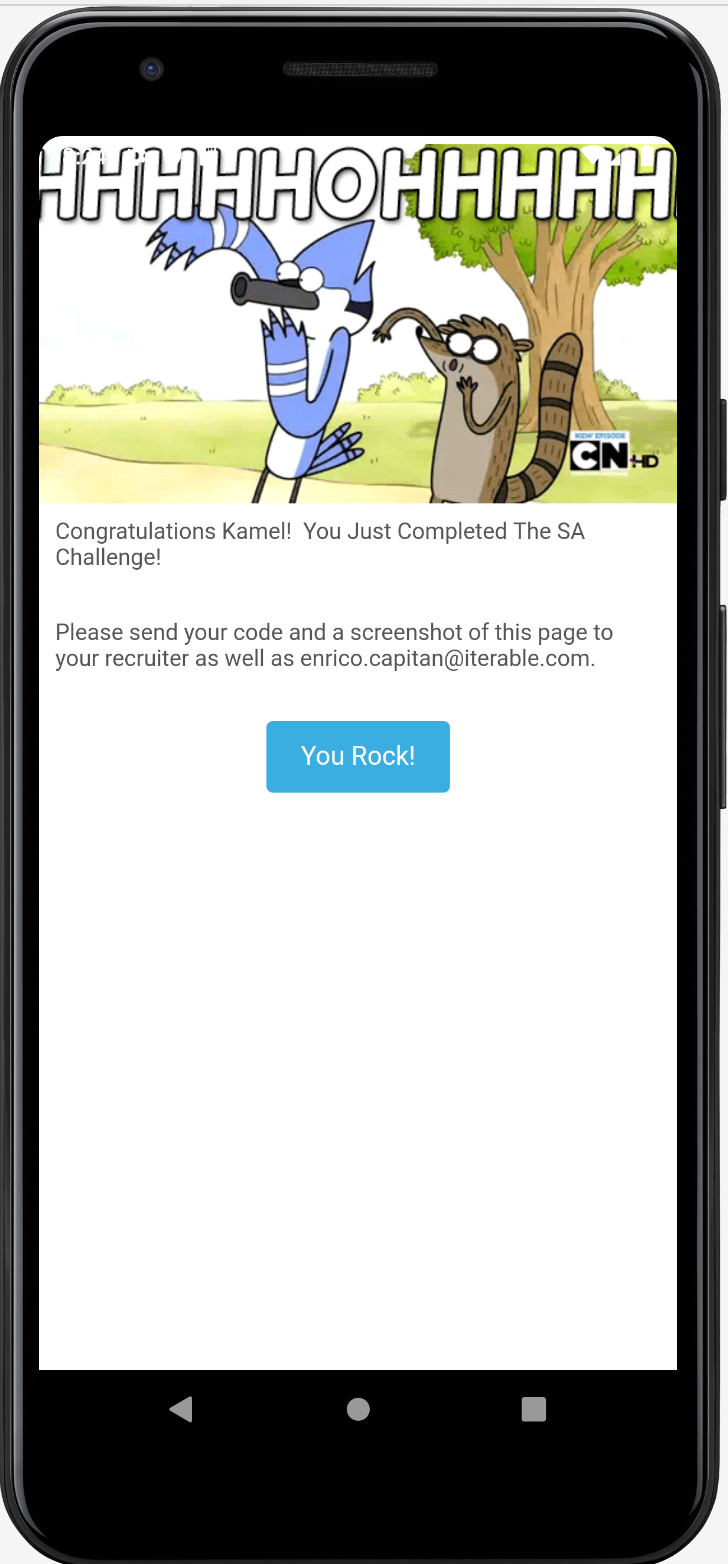 HHHHHOHHHHHH
Congratulations Kamel!  You Just Completed The SA
Challenge!
Please send your code and a screenshot of this page to
your recruiter as well as enrico.capitan@iterable.com.
You Rock!
NEW EPISODE
CN HD